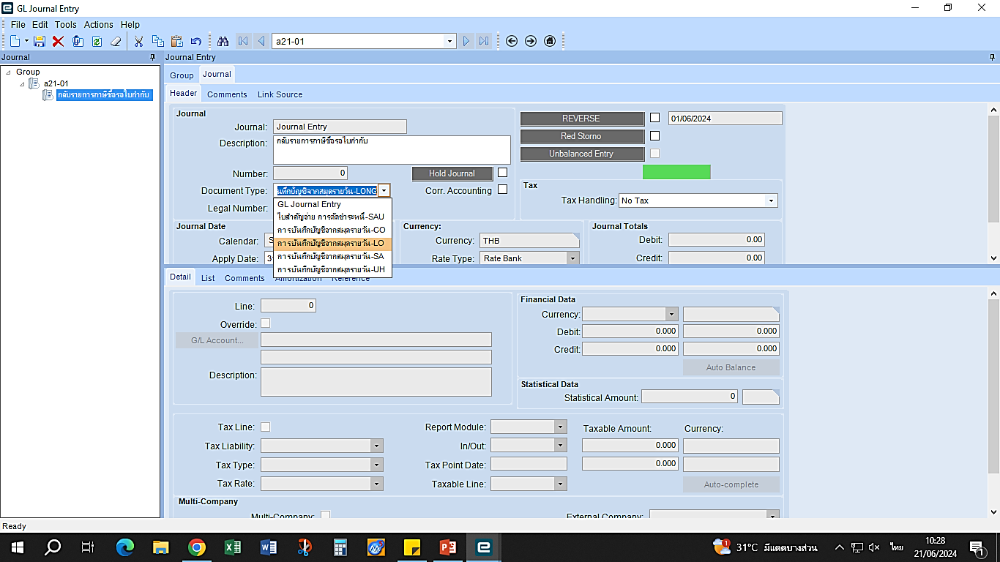 GL Journal Entry
File Edit Tools Actions Help
a21-01
Journal
Journal Entry
Group
a21-01
กลับรายการภาษีซื้อรอใบกำกับ
Group Journal
Header Comments Link Source
Journal
Journal: Journal Entry
Description: กลับรายการภาษีซื้อรอใบกำกับ
Number: 0
Hold Journal
Document Type: นทึกบัญชีจากสมุดรายวัน-LONG
Corr. Accounting
Legal Number:
GL Journal Entry
ใบสำคัญจ่าย การตัดชำระหนี้-SAU
การบันทึกบัญชีจากสมุดรายวัน-CO
การบันทึกบัญชีจากสมุดรายวัน-LO
การบันทึกบัญชีจากสมุดรายวัน-SA
การบันทึกบัญชีจากสมุดรายวัน-UH
REVERSE 01/06/2024
Red Storno
Unbalanced Entry
Tax
Tax Handling: No Tax
Journal Date
Calendar: S
Apply Date: 3
Currency:
Currency: THB
Rate Type: Rate Bank
Journal Totals
Debit: 0.00
Credit: 0.00
Detail List Comments Amortization Reference
Line: 0
Override:
G/L Account...
Description:
Financial Data
Currency:
Debit: 0.000 0.000
Credit: 0.000 0.000
Auto Balance
Statistical Data
Statistical Amount: 0
Tax Line:
Tax Liability:
Tax Type:
Tax Rate:
Report Module:
In/Out:
Tax Point Date:
Taxable Line:
Taxable Amount: Currency:
0.000
0.000
Auto-complete
Multi-Company
Multi-Company: External Company:
Ready
31°C มีแดดบางส่วน
ไทย
10:28
21/06/2024
1